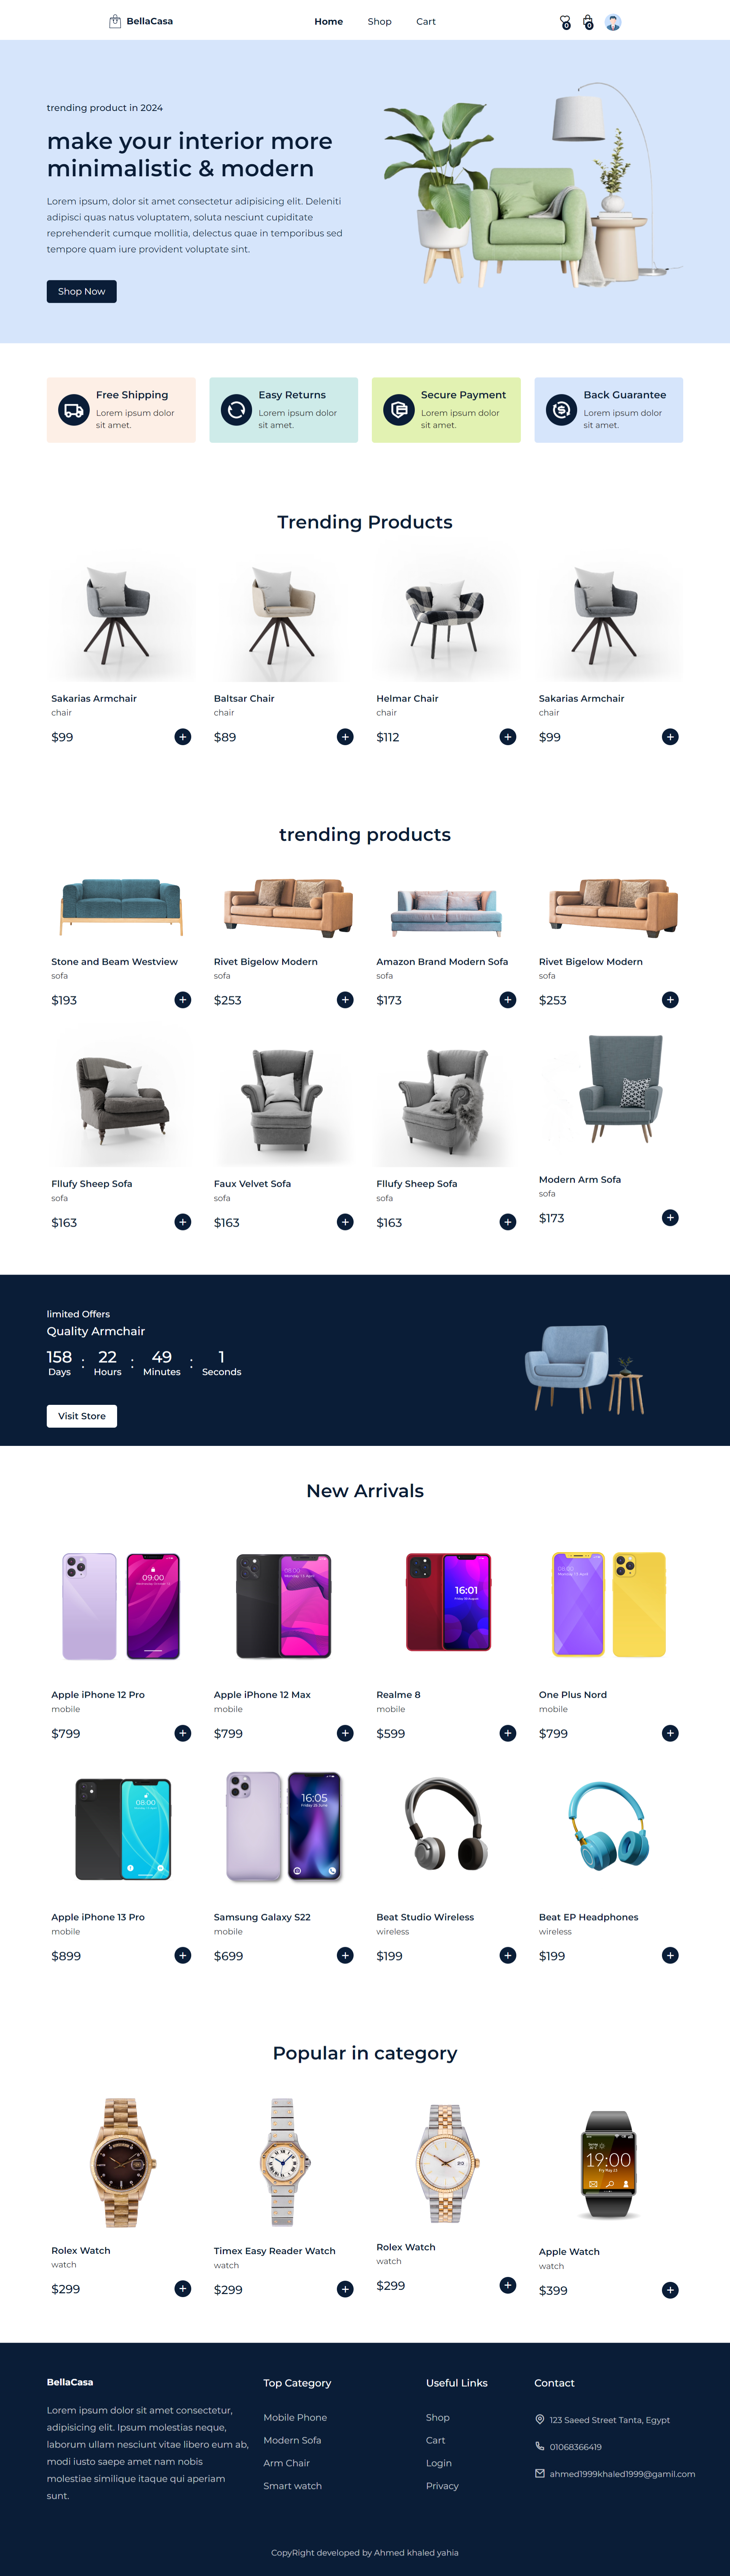 BellaCasa
Home
Shop
Cart
0
0
trending product in 2024
make your interior more
minimalistic & modern
Lorem ipsum, dolor sit amet consectetur adipisicing elit. Deleniti
adipisci quas natus voluptatem, soluta nesciunt cupiditate
reprehenderit cumque mollitia, delectus quae in temporibus sed
tempore quam iure provident voluptate sint.
Shop Now
Free Shipping
Lorem ipsum dolor
sit amet.
Easy Returns
Lorem ipsum dolor
sit amet.
Secure Payment
Lorem ipsum dolor
sit amet.
Back Guarantee
Lorem ipsum dolor
sit amet.
Trending Products
Sakarias Armchair
chair
$99
Baltsar Chair
chair
$89
Helmar Chair
chair
$112
Sakarias Armchair
chair
$99
trending products
Stone and Beam Westview
sofa
$193
Rivet Bigelow Modern
sofa
$253
Amazon Brand Modern Sofa
sofa
$173
Rivet Bigelow Modern
sofa
$253
Fllufy Sheep Sofa
sofa
$163
Faux Velvet Sofa
sofa
$163
Fllufy Sheep Sofa
sofa
$163
Modern Arm Sofa
sofa
$173
limited Offers
Quality Armchair
158 : 22 : 49 : 1
Days Hours Minutes Seconds
Visit Store
New Arrivals
09:00
08:00
16:01
Apple iPhone 12 Pro
mobile
$799
Apple iPhone 12 Max
mobile
$799
Realme 8
mobile
$599
One Plus Nord
mobile
$799
08:00
16:05
Apple iPhone 13 Pro
mobile
$899
Samsung Galaxy S22
mobile
$699
Beat Studio Wireless
wireless
$199
Beat EP Headphones
wireless
$199
Popular in category
19:00
Rolex Watch
watch
$299
Timex Easy Reader Watch
watch
$299
Rolex Watch
watch
$299
Apple Watch
watch
$399
BellaCasa
Lorem ipsum dolor sit amet consectetur,
adipisicing elit. Ipsum molestias neque,
laborum ullam nesciunt vitae libero eum ab,
modi iusto saepe amet nam nobis
molestiae similique itaque qui aperiam
sunt.
Top Category
Mobile Phone
Modern Sofa
Arm Chair
Smart watch
Useful Links
Shop
Cart
Login
Privacy
Contact
123 Saeed Street Tanta, Egypt
01068366419
ahmed1999khaled1999@gamil.com
CopyRight developed by Ahmed khaled yahia